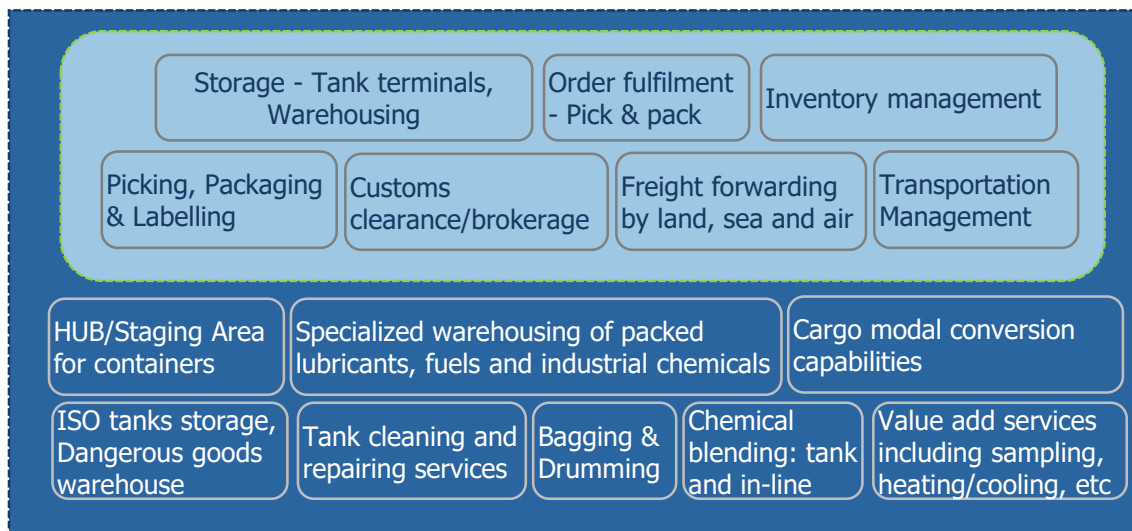 Storage - Tank terminals,
Warehousing
Order fulfilment
- Pick & pack
Inventory management
Picking, Packaging
& Labelling
Customs
clearance/brokerage
Freight forwarding
by land, sea and air
Transportation
Management
HUB/Staging Area
for containers
Specialized warehousing of packed
lubricants, fuels and industrial chemicals
Cargo modal conversion
capabilities
ISO tanks storage,
Dangerous goods
warehouse
Tank cleaning and
repairing services
Bagging &
Drumming
Chemical
blending: tank
and in-line
Value add services
including sampling,
heating/cooling, etc